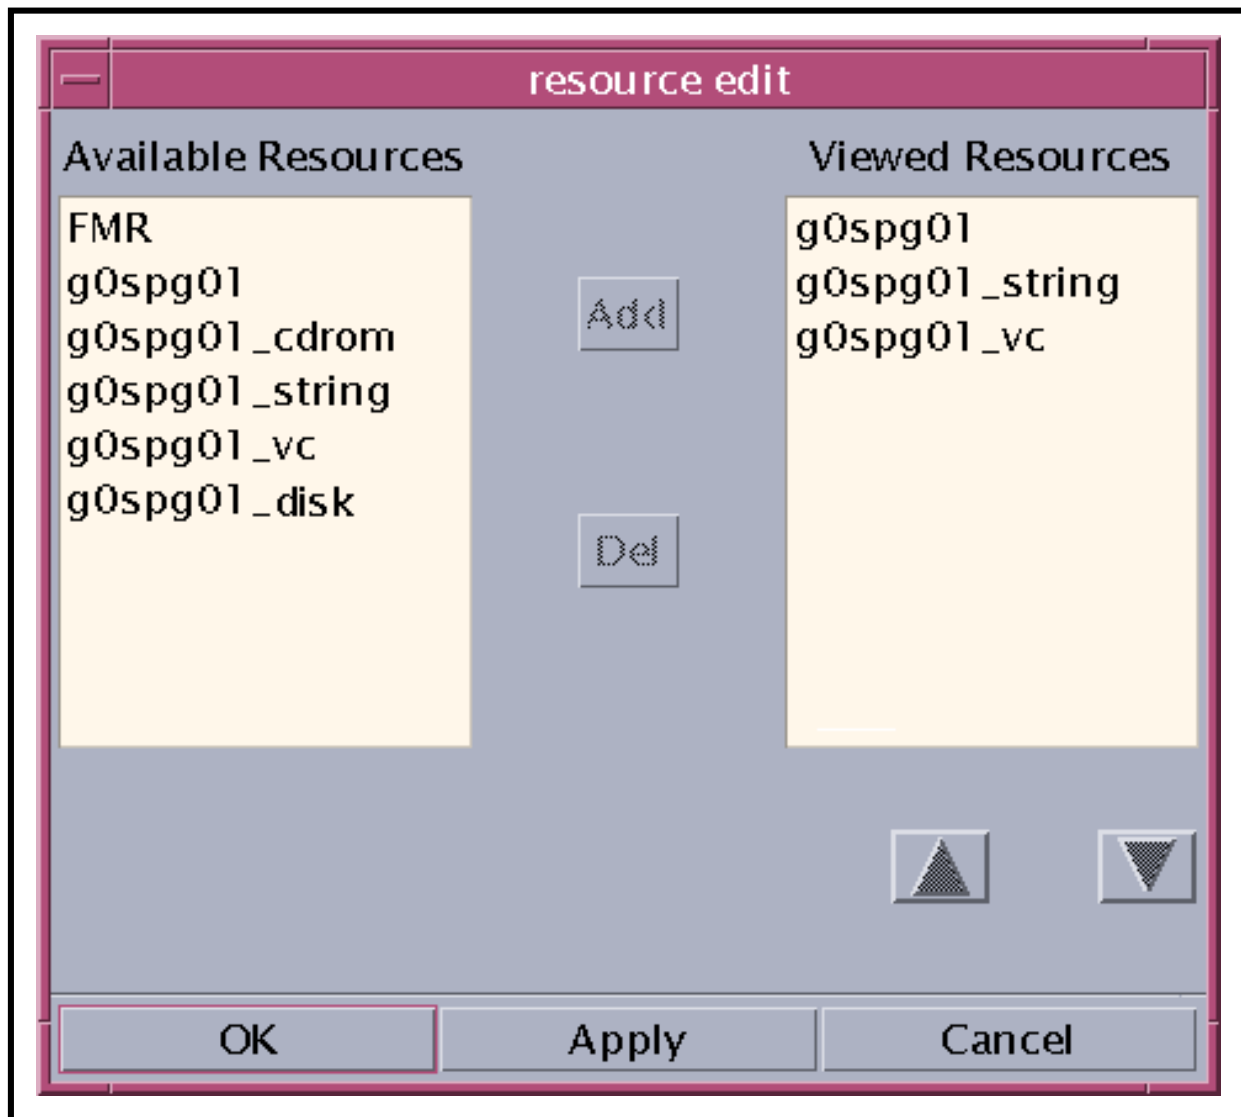 resource edit
Available Resources
Viewed Resources
FMR
g0spg01
g0spg01_cdrom
g0spg01_string
g0spg01_vc
g0spg01_disk
Add
Del
g0spg01
g0spg01_string
g0spg01_vc
OK
Apply
Cancel